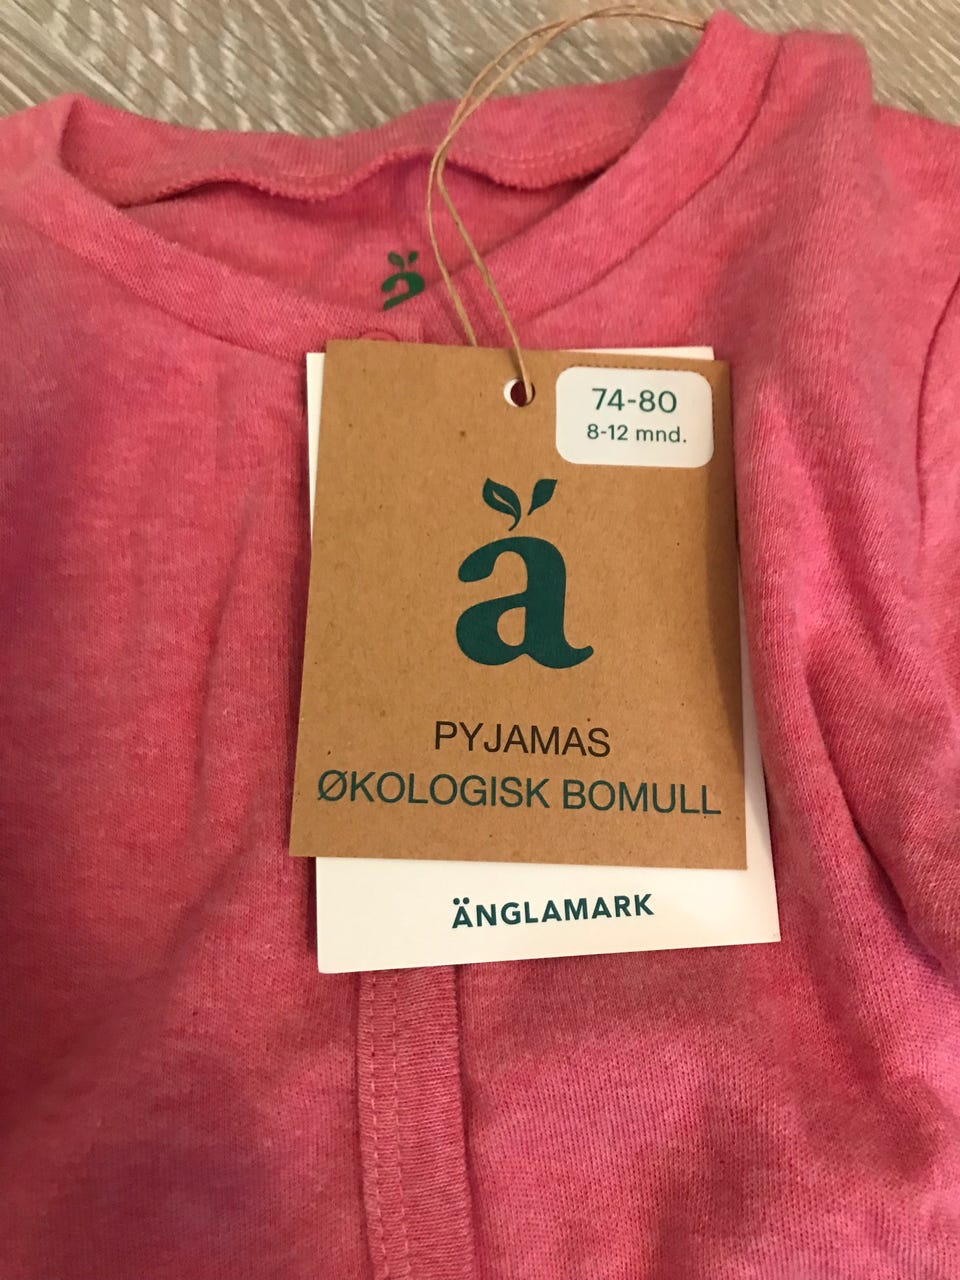 74-80
8-12 mnd.
ä
PYJAMAS
ØKOLOGISK BOMULL
ÄNGLAMARK